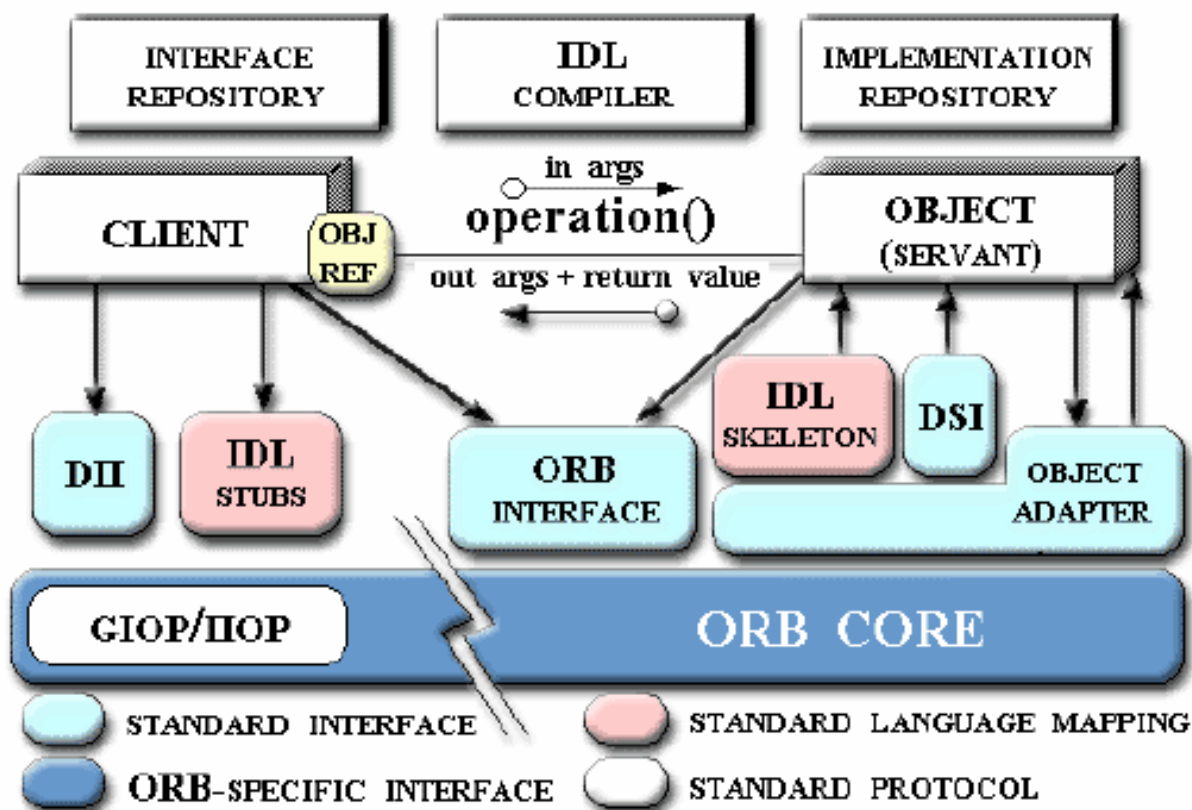 INTERFACE
REPOSITORY
IDL
COMPILER
IMPLEMENTATION
REPOSITORY
CLIENT
OBJ
REF
in args
operation()
out args + return value
OBJECT
(SERVANT)
DII
IDL
STUBS
ORB
INTERFACE
IDL
SKELETON
DSI
OBJECT
ADAPTER
GIOP/IIOP
ORB CORE
STANDARD INTERFACE
STANDARD LANGUAGE MAPPING
ORB-SPECIFIC INTERFACE
STANDARD PROTOCOL